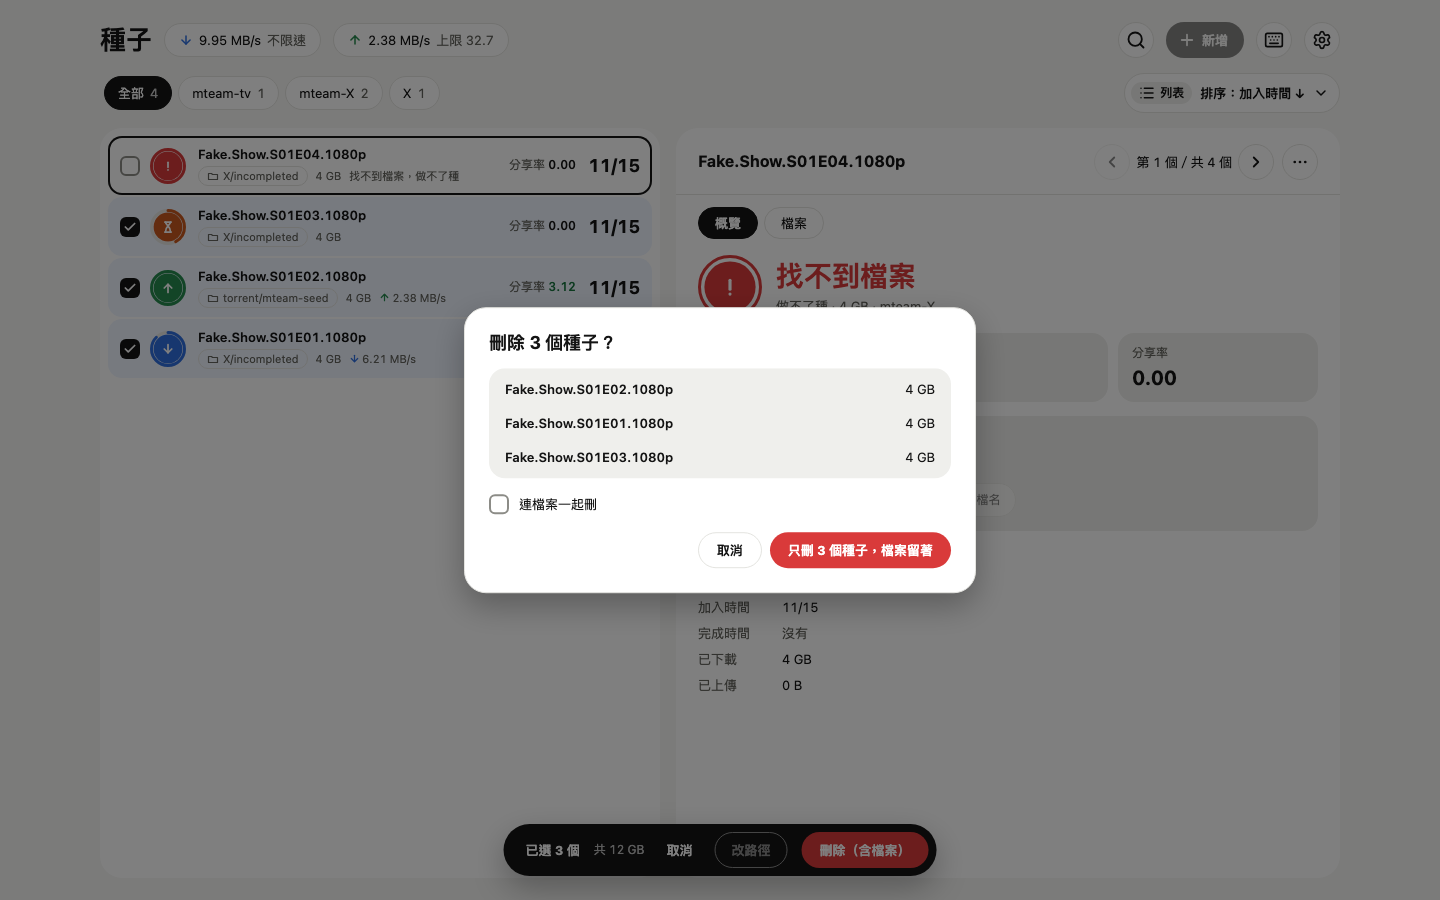 種子
9.95 MB/s 不限速
2.38 MB/s 上限 32.7
新增
全部 4
mteam-tv 1
mteam-X 2
X 1
列表
排序：加入時間
Fake.Show.S01E04.1080p
X/incompleted 4 GB 找不到檔案，做不了種
分享率 0.00
11/15
Fake.Show.S01E03.1080p
X/incompleted 4 GB
分享率 0.00
11/15
Fake.Show.S01E02.1080p
torrent/mteam-seed 4 GB 2.38 MB/s
分享率 3.12
11/15
Fake.Show.S01E01.1080p
X/incompleted 4 GB 6.21 MB/s
Fake.Show.S01E04.1080p
第 1 個 / 共 4 個
概覽
檔案
找不到檔案
做不了種 · 4 GB · mteam-X
分享率
0.00
檔名
加入時間 11/15
完成時間 沒有
已下載 4 GB
已上傳 0 B
刪除 3 個種子？
Fake.Show.S01E02.1080p 4 GB
Fake.Show.S01E01.1080p 4 GB
Fake.Show.S01E03.1080p 4 GB
連檔案一起刪
取消
只刪 3 個種子，檔案留著
已選 3 個 共 12 GB
取消
改路徑
刪除（含檔案）